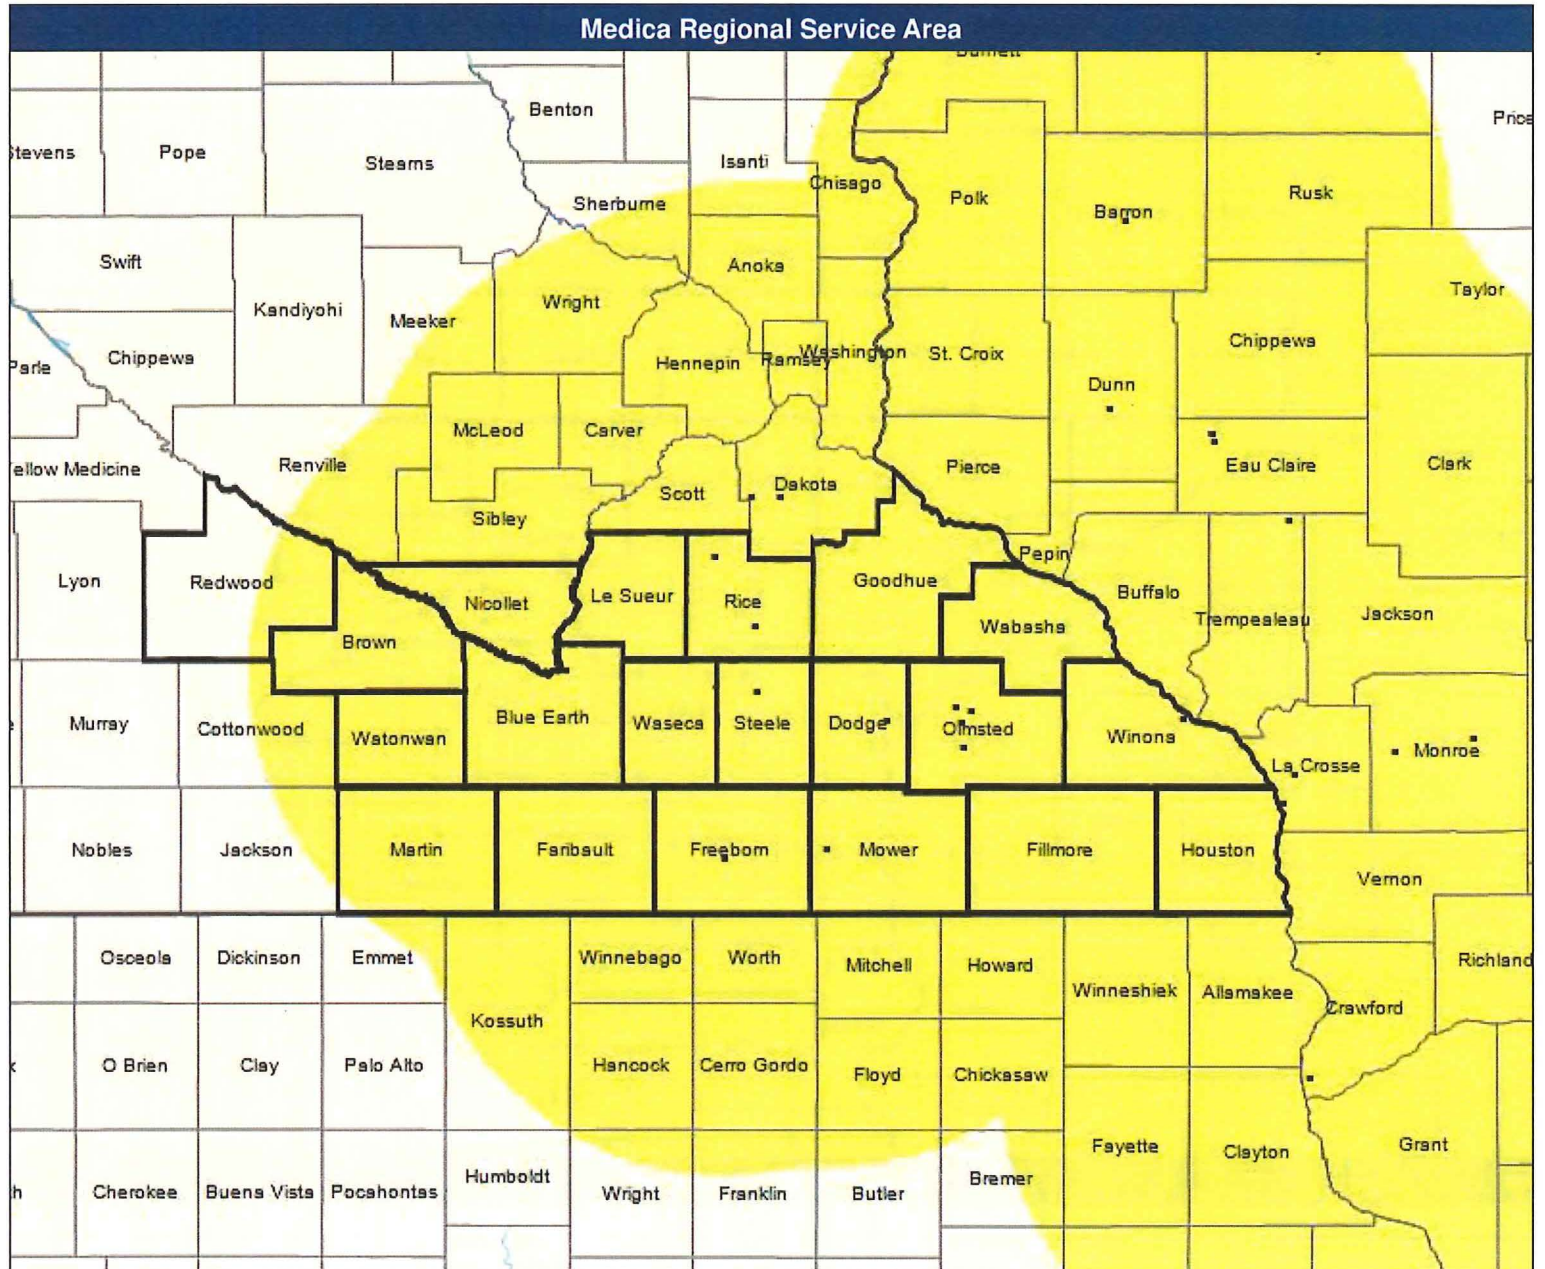 Medica Regional Service Area
Burnett
Benton
Price
Stevens
Pope
Stearns
Isanti
Chisago
Polk
Barron
Rusk
Sherburne
Swift
Anoka
Taylor
Kandiyohi
Meeker
Wright
Chippewa
Parle
Chippewa
Hennepin
Ramsey
Washington
St. Croix
Dunn
McLeod
Carver
Yellow Medicine
Renville
Scott
Dakota
Pierce
Eau Claire
Clark
Sibley
Pepin
Lyon
Redwood
Nicollet
Le Sueur
Rice
Goodhue
Buffalo
Trempealeau
Jackson
Brown
Wabasha
Murray
Cottonwood
Watonwan
Blue Earth
Waseca
Steele
Dodge
Olmsted
Winona
La Crosse
Monroe
Nobles
Jackson
Martin
Faribault
Freeborn
Mower
Fillmore
Houston
Vernon
Osceola
Dickinson
Emmet
Winnebago
Worth
Mitchell
Howard
Winneshiek
Allamakee
Crawford
Richland
Kossuth
O Brien
Clay
Palo Alto
Hancock
Cerro Gordo
Floyd
Chickasaw
Fayette
Clayton
Grant
Cherokee
Buena Vista
Pocahontas
Humboldt
Wright
Franklin
Butler
Bremer